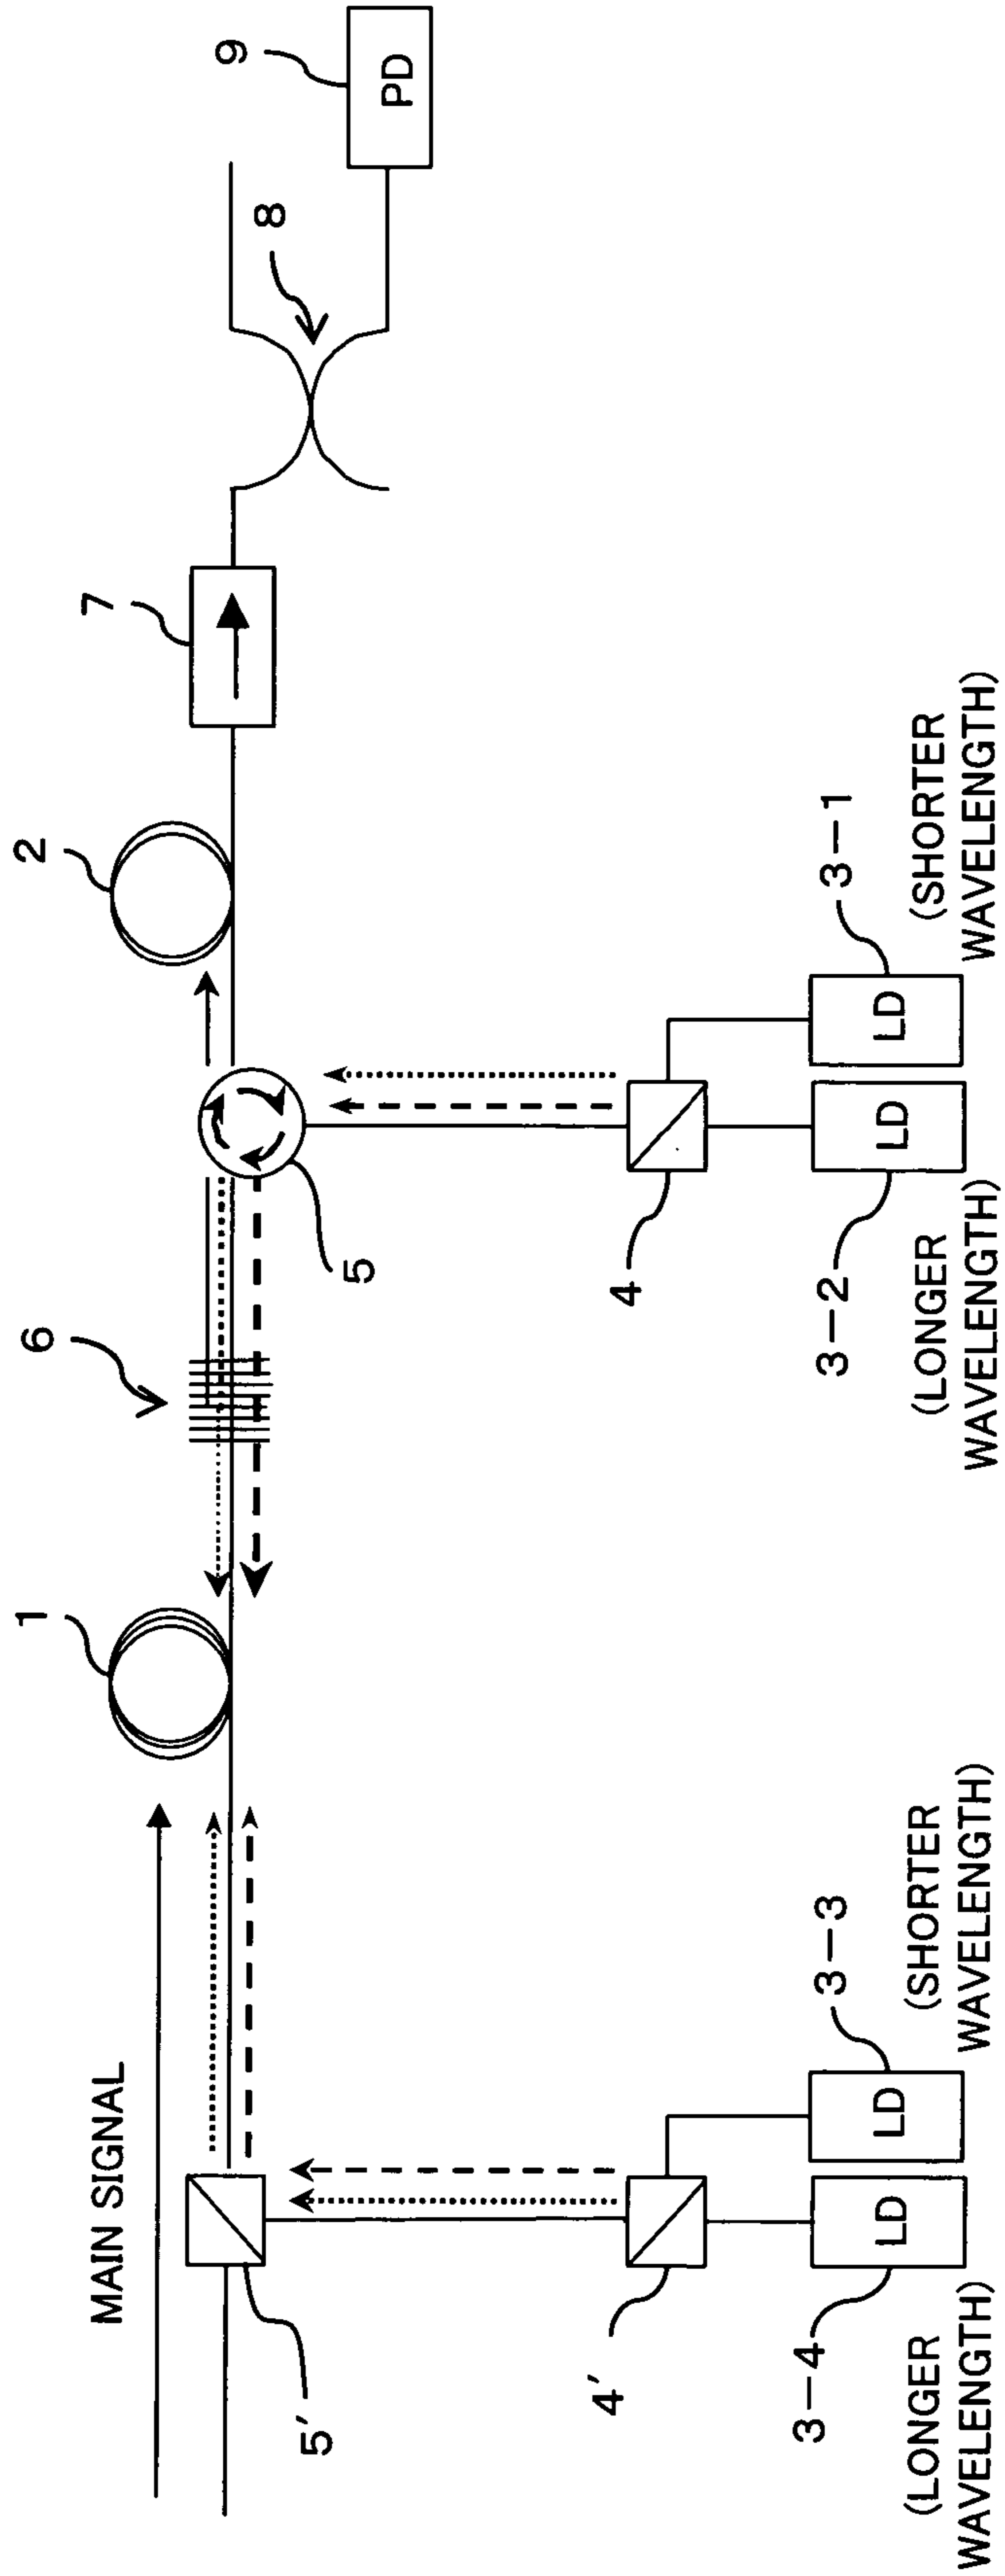 MAIN SIGNAL
1
6
2
7
8
9
PD
5'
5
4'
4
LD
LD
LD
LD
3-4
3-3
3-2
3-1
(LONGER
WAVELENGTH)
(SHORTER
WAVELENGTH)
(LONGER
WAVELENGTH)
(SHORTER
WAVELENGTH)